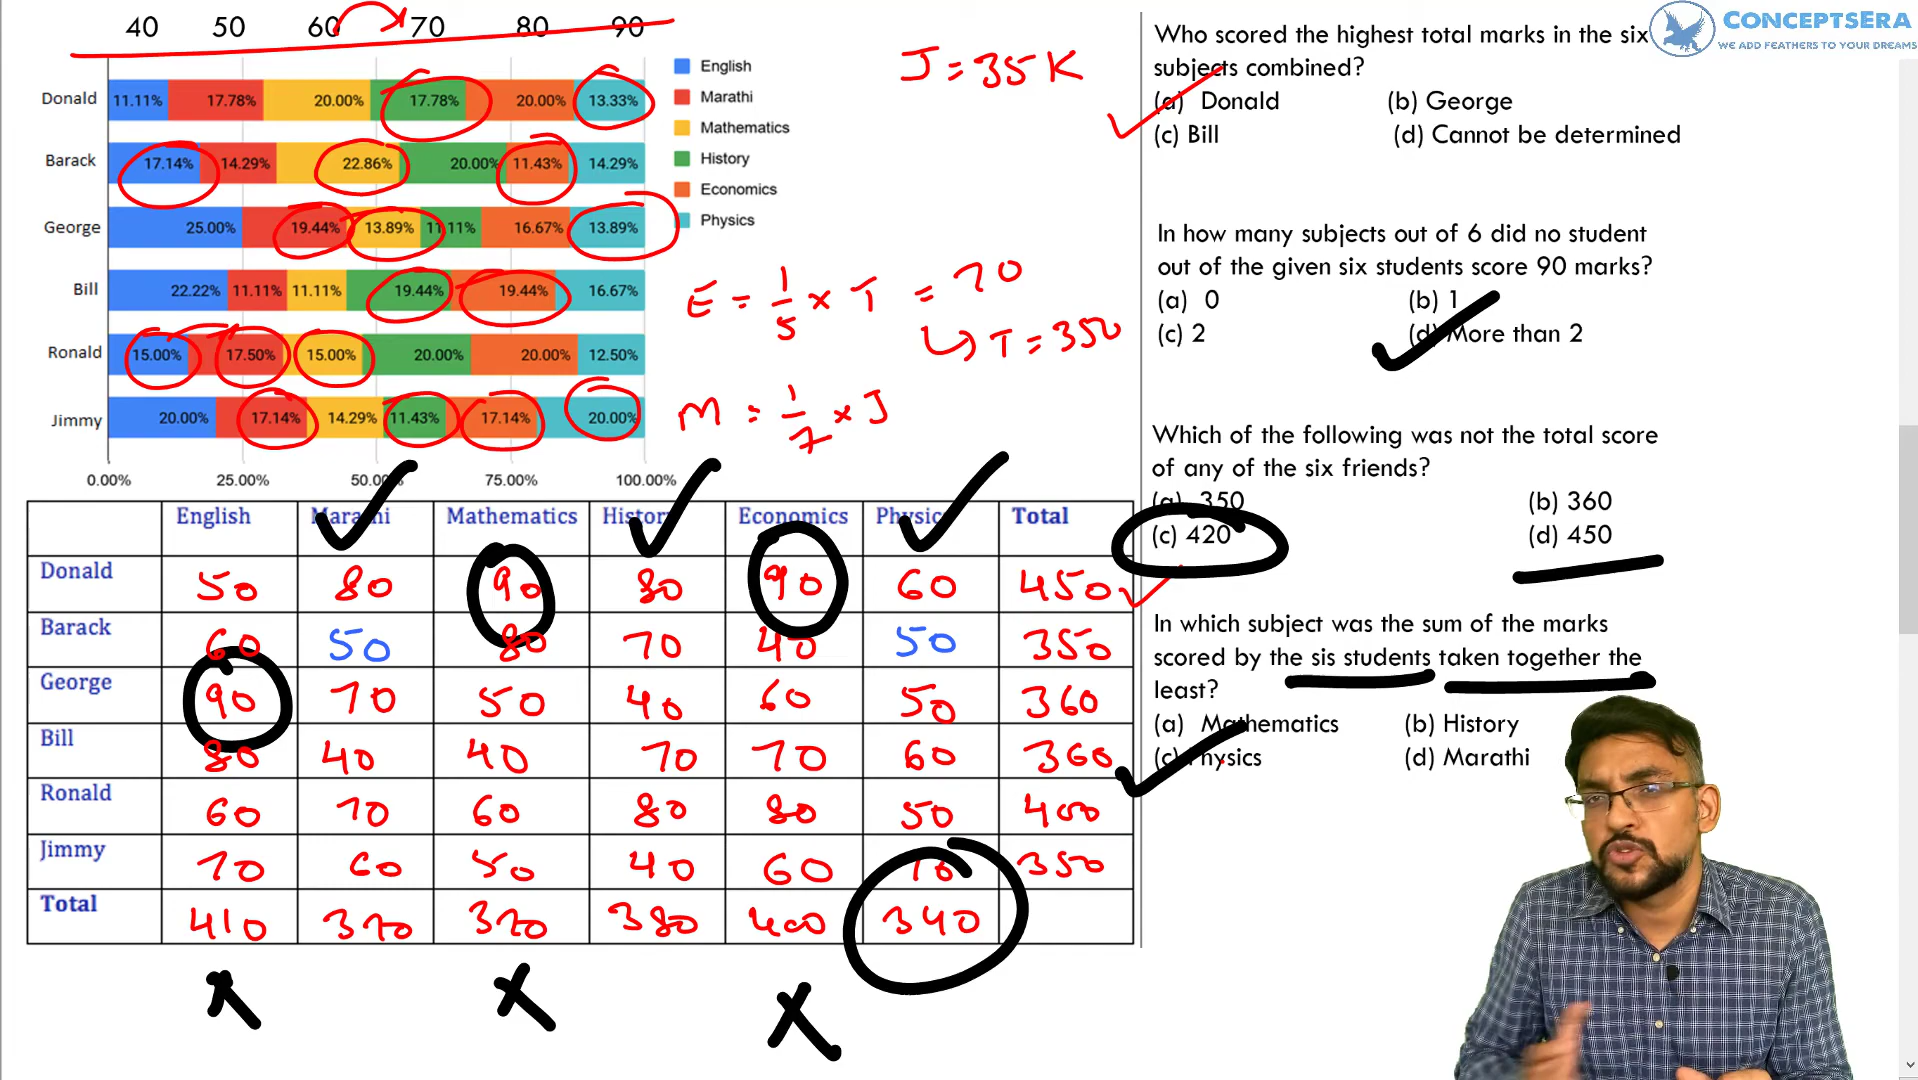 40 50 60 70 80 90
CONCEPTSERA
WE ADD FEATHERS TO YOUR DREAMS
English
Marathi
Mathematics
History
Economics
Physics
Donald 11.11% 17.78% 20.00% 17.78% 20.00% 13.33%
Barack 17.14% 14.29% 22.86% 20.00% 11.43% 14.29%
George 25.00% 19.44% 13.89% 11.11% 16.67% 13.89%
Bill 22.22% 11.11% 11.11% 19.44% 19.44% 16.67%
Ronald 15.00% 17.50% 15.00% 20.00% 20.00% 12.50%
Jimmy 20.00% 17.14% 14.29% 11.43% 17.14% 20.00%
0.00% 25.00% 50.00% 75.00% 100.00%
J = 35 K
E = 1/5 × T = 70
↳ T = 350
M = 1/7 × J
English Marathi Mathematics History Economics Physics Total
Donald 50 80 90 80 90 60 450
Barack 60 50 80 70 40 50 350
George 90 70 50 40 60 50 360
Bill 80 40 40 70 70 60 360
Ronald 60 70 60 80 80 50 400
Jimmy 70 60 50 40 60 70 350
Total 410 370 370 380 400 340
Who scored the highest total marks in the six
subjects combined?
(a) Donald (b) George
(c) Bill (d) Cannot be determined
In how many subjects out of 6 did no student
out of the given six students score 90 marks?
(a) 0 (b) 1
(c) 2 (d) More than 2
Which of the following was not the total score
of any of the six friends?
(a) 350 (b) 360
(c) 420 (d) 450
In which subject was the sum of the marks
scored by the sis students taken together the
least?
(a) Mathematics (b) History
(c) Physics (d) Marathi